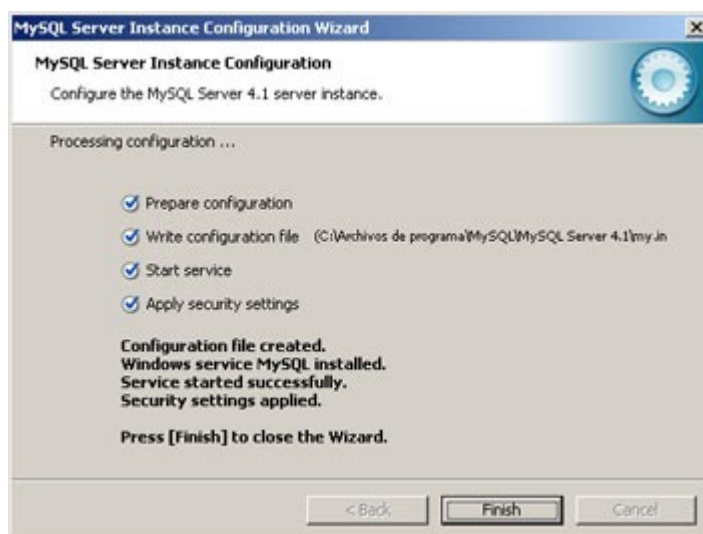 MySQL Server Instance Configuration Wizard
MySQL Server Instance Configuration
Configure the MySQL Server 4.1 server instance.
Processing configuration ...
Prepare configuration
Write configuration file (C:\Archivos de programa\MySQL\MySQL Server 4.1\my.in
Start service
Apply security settings
Configuration file created.
Windows service MySQL installed.
Service started successfully.
Security settings applied.
Press [Finish] to close the Wizard.
< Back Finish Cancel